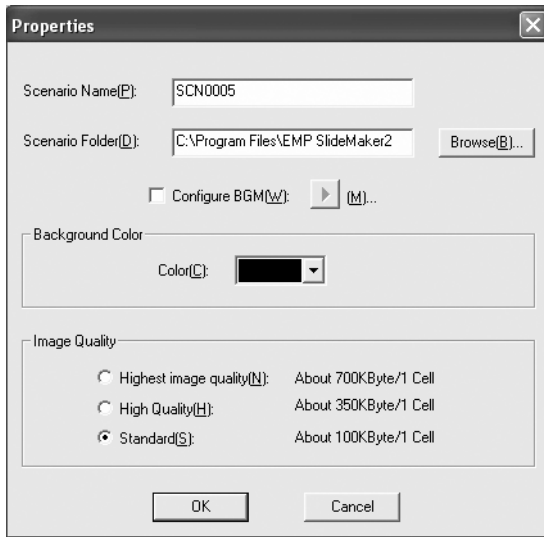 Properties
Scenario Name(P): SCN0005
Scenario Folder(D): C:\Program Files\EMP SlideMaker2 Browse(B)...
Configure BGM(W): (M)...
Background Color
Color(C):
Image Quality
Highest image quality(N): About 700KByte/1 Cell
High Quality(H): About 350KByte/1 Cell
Standard(S): About 100KByte/1 Cell
OK Cancel